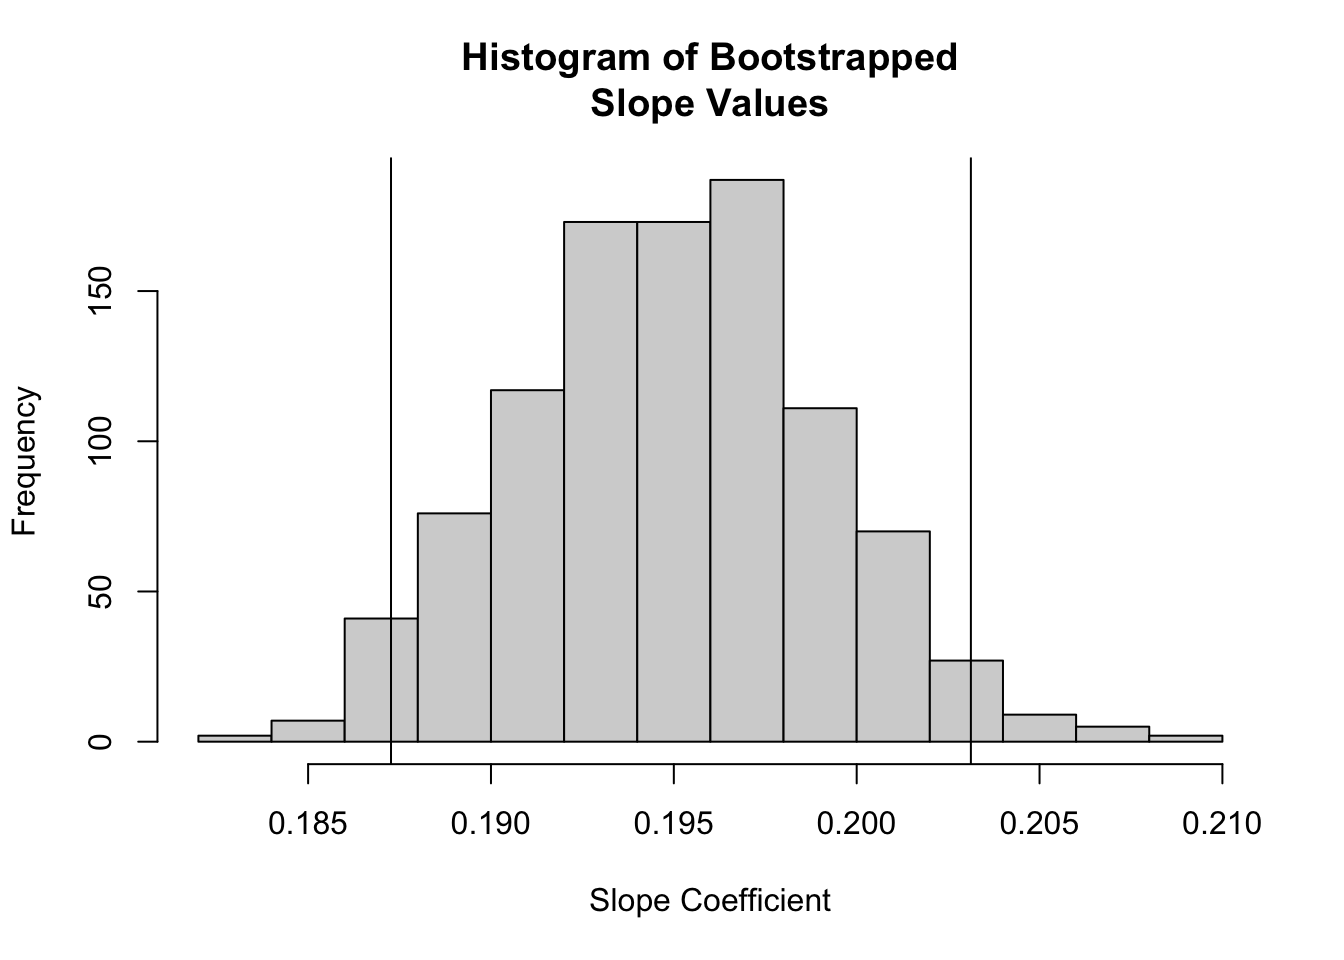 Histogram of Bootstrapped
Slope Values
Frequency
150
100
50
0
0.185 0.190 0.195 0.200 0.205 0.210
Slope Coefficient